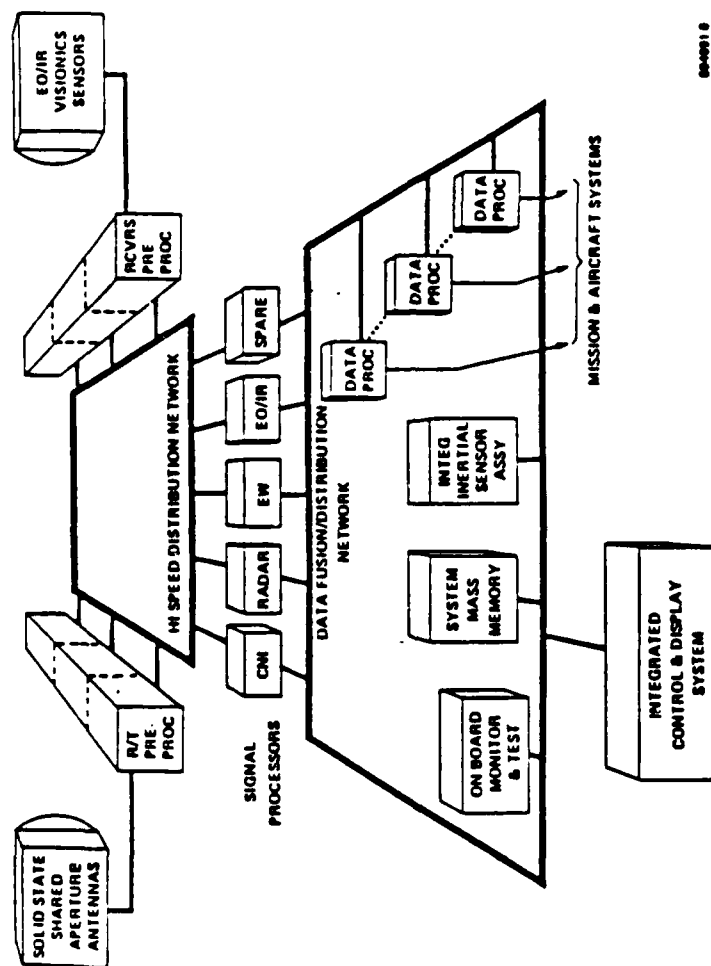 SOLID STATE
SHARED
APERTURE
ANTENNAS
R/T
PRE-
PROC
EO/IR
VISIONICS
SENSORS
RCVRS
PRE
PROC
HI SPEED DISTRIBUTION NETWORK
SIGNAL
PROCESSORS
CNI
RADAR
EW
EO/IR
SPARE
DATA FUSION/DISTRIBUTION
NETWORK
DATA
PROC
DATA
PROC
DATA
PROC
ON BOARD
MONITOR
& TEST
SYSTEM
MASS
MEMORY
INTEG
INERTIAL
SENSOR
ASSY
MISSION & AIRCRAFT SYSTEMS
INTEGRATED
CONTROL & DISPLAY
SYSTEM